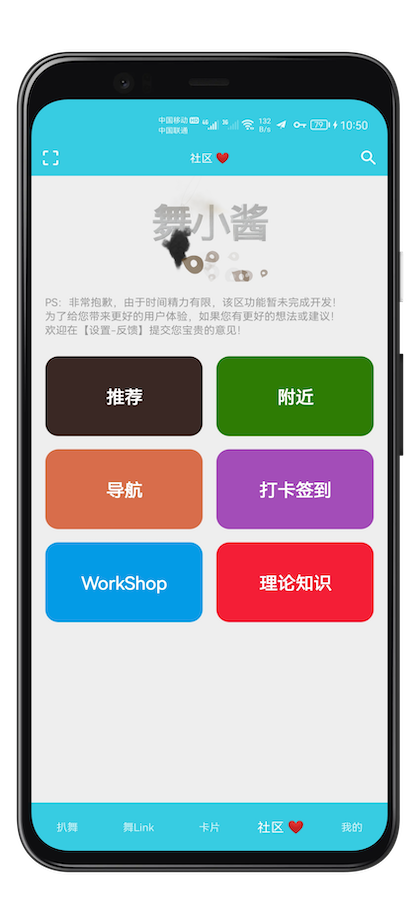 中国移动 HD 4G 3G 132 B/s 79 10:50
中国联通
社区 ❤️
舞小酱
PS：非常抱歉，由于时间精力有限，该区功能暂未完成开发！
为了给您带来更好的用户体验，如果您有更好的想法或建议！
欢迎在【设置-反馈】提交您宝贵的意见！
推荐 附近
导航 打卡签到
WorkShop 理论知识
扒舞 舞Link 卡片 社区 ❤️ 我的